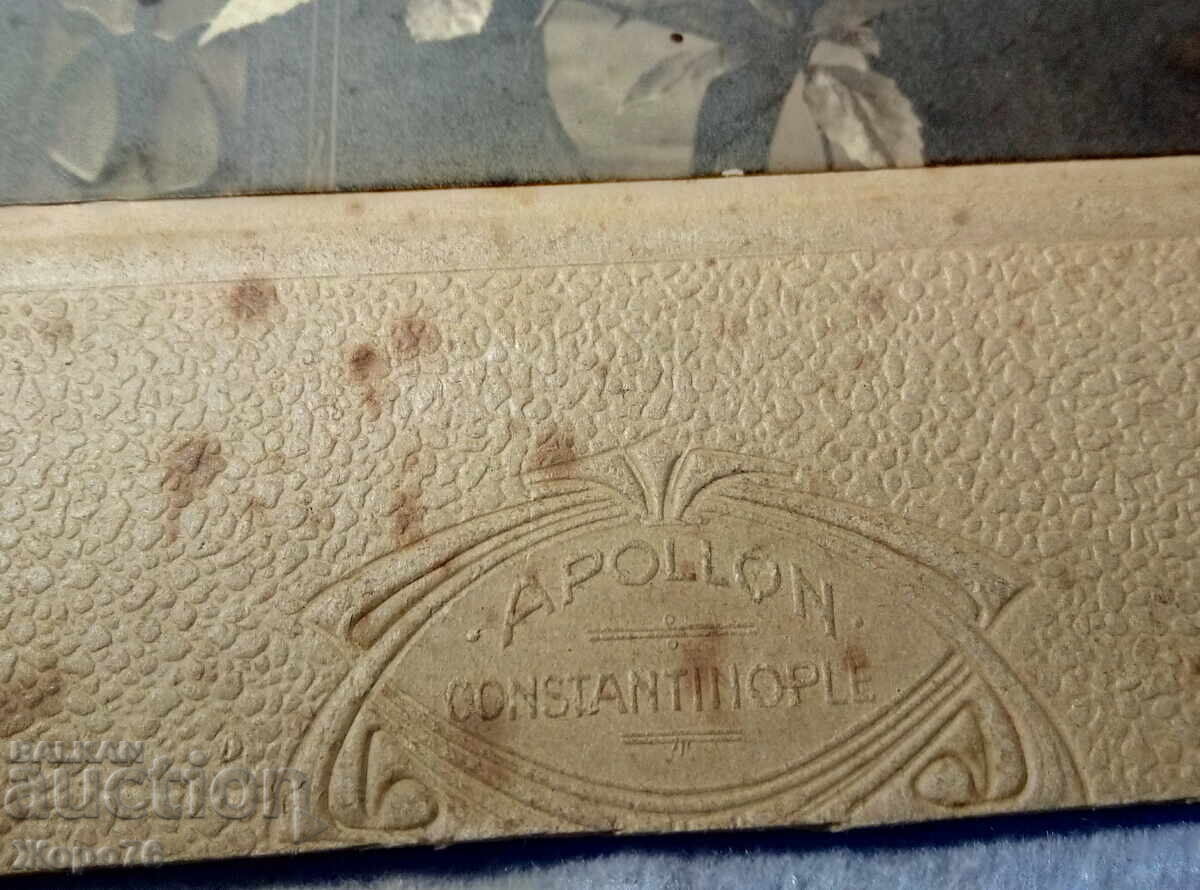 · APOLLON ·
CONSTANTINOPLE
BALKAN
auction
Жоро76